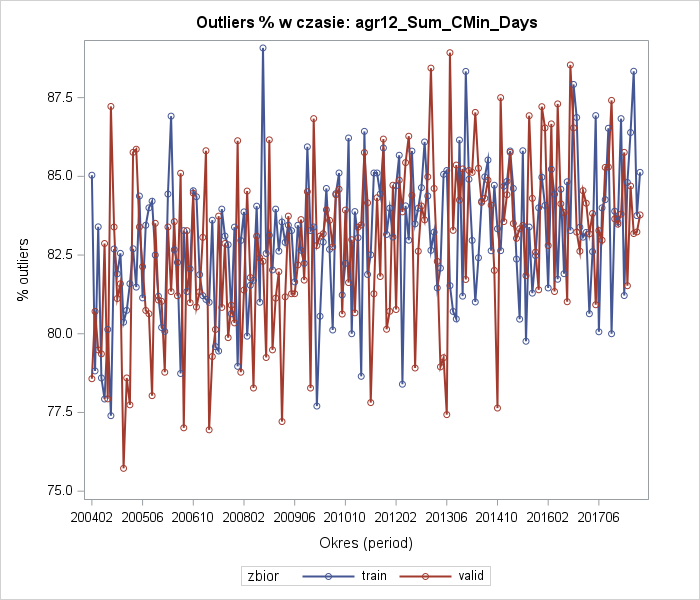 Outliers % w czasie: agr12_Sum_CMin_Days
% outliers
87.5
85.0
82.5
80.0
77.5
75.0
200402 200506 200610 200802 200906 201010 201202 201306 201410 201602 201706
Okres (period)
zbior train valid